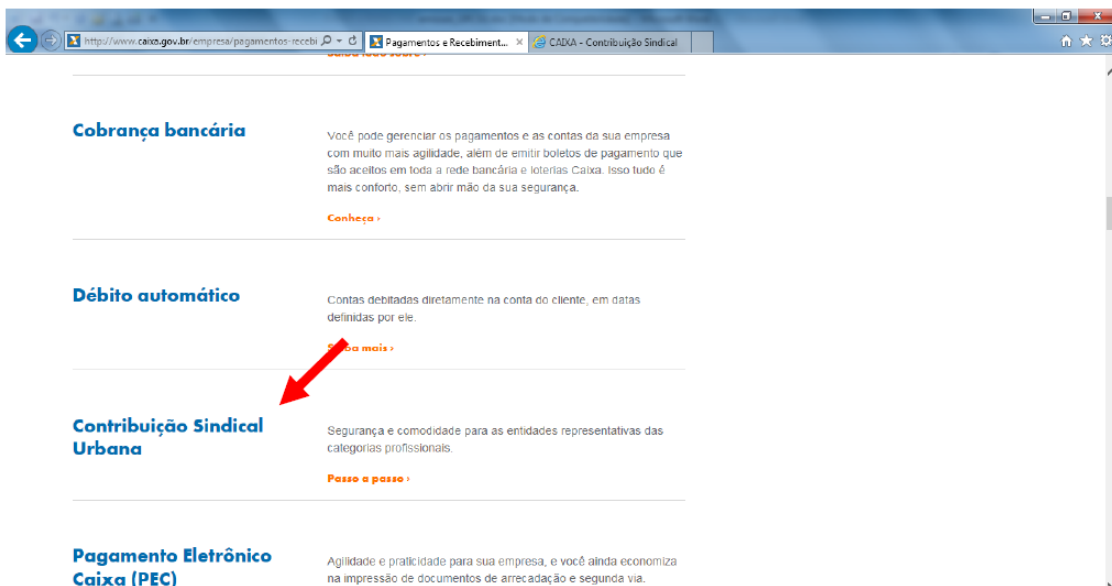 http://www.caixa.gov.br/empresa/pagamentos-recebi
Pagamentos e Recebiment...
CAIXA - Contribuição Sindical
Cobrança bancária
Você pode gerenciar os pagamentos e as contas da sua empresa
com muito mais agilidade, além de emitir boletos de pagamento que
são aceitos em toda a rede bancária e loterias Caixa. Isso tudo é
mais conforto, sem abrir mão da sua segurança.
Conheça ›
Débito automático
Contas debitadas diretamente na conta do cliente, em datas
definidas por ele.
mais ›
Contribuição Sindical
Urbana
Segurança e comodidade para as entidades representativas das
categorias profissionais.
Passo a passo ›
Pagamento Eletrônico
Caixa (PEC)
Agilidade e praticidade para sua empresa, e você ainda economiza
na impressão de documentos de arrecadação e segunda via.